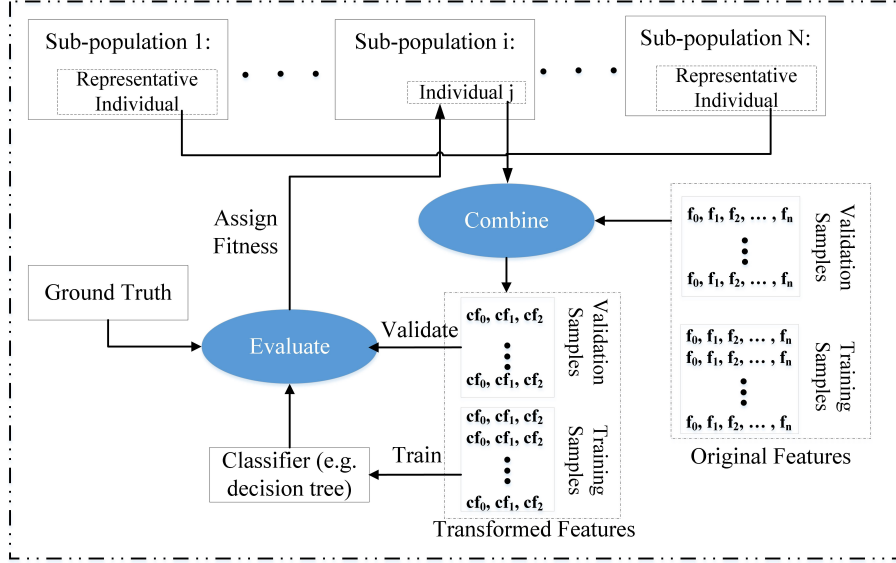 Sub-population 1:
Representative
Individual
Sub-population i:
Individual j
Sub-population N:
Representative
Individual
Assign
Fitness
Combine
f0, f1, f2, ... , fn
f0, f1, f2, ... , fn
Validation
Samples
f0, f1, f2, ... , fn
f0, f1, f2, ... , fn
f0, f1, f2, ... , fn
Training
Samples
Original Features
Ground Truth
Evaluate
Validate
cf0, cf1, cf2
cf0, cf1, cf2
Validation
Samples
Classifier (e.g.
decision tree)
Train
cf0, cf1, cf2
cf0, cf1, cf2
cf0, cf1, cf2
Training
Samples
Transformed Features